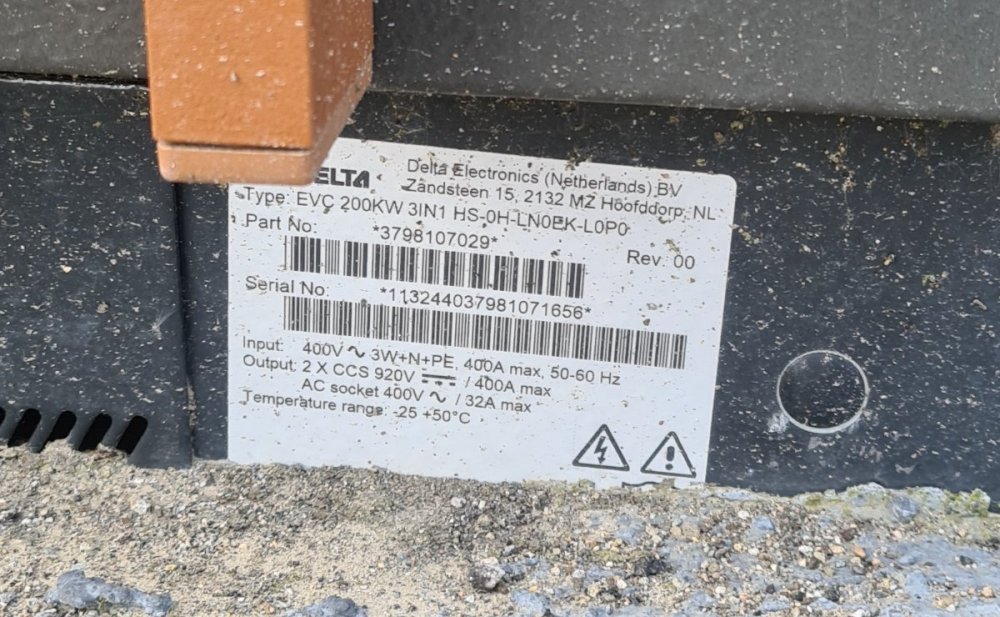 ELTA
Delta Electronics (Netherlands) BV
Zandsteen 15, 2132 MZ Hoofddorp, NL
Type: EVC 200KW 3IN1 HS-0H-LN0EK-L0P0
Part No: *3798107029* Rev. 00
Serial No: *113244037981071656*
Input: 400V ∿ 3W+N+PE, 400A max, 50-60 Hz
Output: 2 X CCS 920V ⎓ / 400A max
AC socket 400V ∿ / 32A max
Temperature range: -25 +50°C